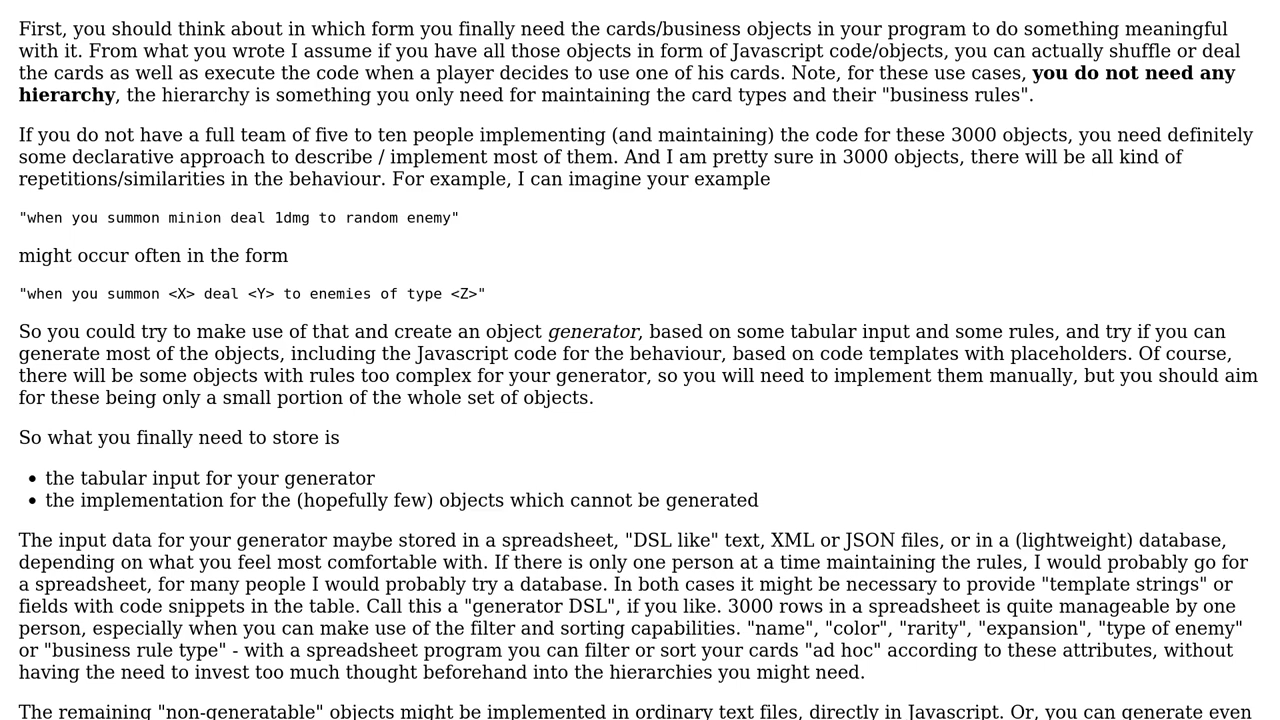 First, you should think about in which form you finally need the cards/business objects in your program to do something meaningful
with it. From what you wrote I assume if you have all those objects in form of Javascript code/objects, you can actually shuffle or deal
the cards as well as execute the code when a player decides to use one of his cards. Note, for these use cases, you do not need any
hierarchy, the hierarchy is something you only need for maintaining the card types and their "business rules".
If you do not have a full team of five to ten people implementing (and maintaining) the code for these 3000 objects, you need definitely
some declarative approach to describe / implement most of them. And I am pretty sure in 3000 objects, there will be all kind of
repetitions/similarities in the behaviour. For example, I can imagine your example
"when you summon minion deal 1dmg to random enemy"
might occur often in the form
"when you summon <X> deal <Y> to enemies of type <Z>"
So you could try to make use of that and create an object generator, based on some tabular input and some rules, and try if you can
generate most of the objects, including the Javascript code for the behaviour, based on code templates with placeholders. Of course,
there will be some objects with rules too complex for your generator, so you will need to implement them manually, but you should aim
for these being only a small portion of the whole set of objects.
So what you finally need to store is
• the tabular input for your generator
• the implementation for the (hopefully few) objects which cannot be generated
The input data for your generator maybe stored in a spreadsheet, "DSL like" text, XML or JSON files, or in a (lightweight) database,
depending on what you feel most comfortable with. If there is only one person at a time maintaining the rules, I would probably go for
a spreadsheet, for many people I would probably try a database. In both cases it might be necessary to provide "template strings" or
fields with code snippets in the table. Call this a "generator DSL", if you like. 3000 rows in a spreadsheet is quite manageable by one
person, especially when you can make use of the filter and sorting capabilities. "name", "color", "rarity", "expansion", "type of enemy"
or "business rule type" - with a spreadsheet program you can filter or sort your cards "ad hoc" according to these attributes, without
having the need to invest too much thought beforehand into the hierarchies you might need.
The remaining "non-generatable" objects might be implemented in ordinary text files, directly in Javascript. Or, you can generate even